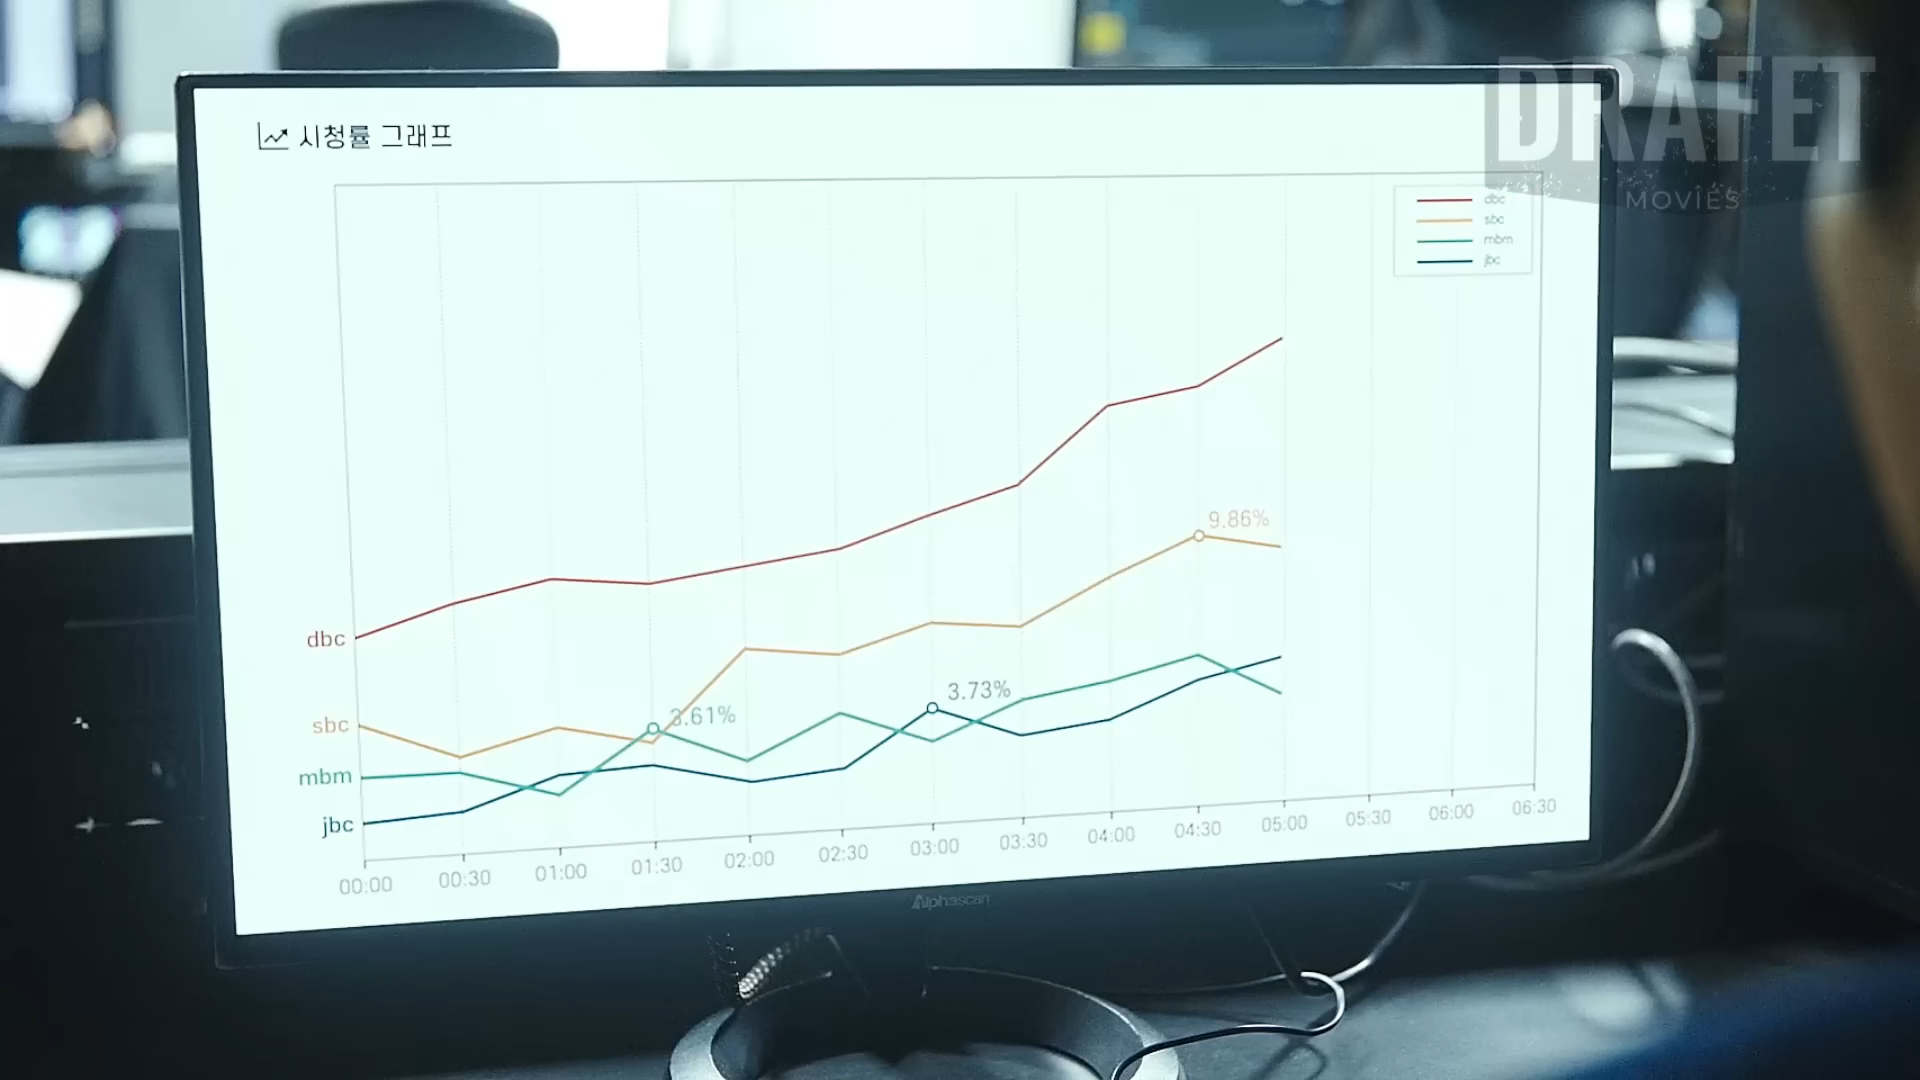 DRAFET
MOVIES
시청률 그래프
dbc
sbc
mbm
jbc
9.86%
3.73%
3.61%
dbc
sbc
mbm
jbc
00:00 00:30 01:00 01:30 02:00 02:30 03:00 03:30 04:00 04:30 05:00 05:30 06:00 06:30
Alphascan